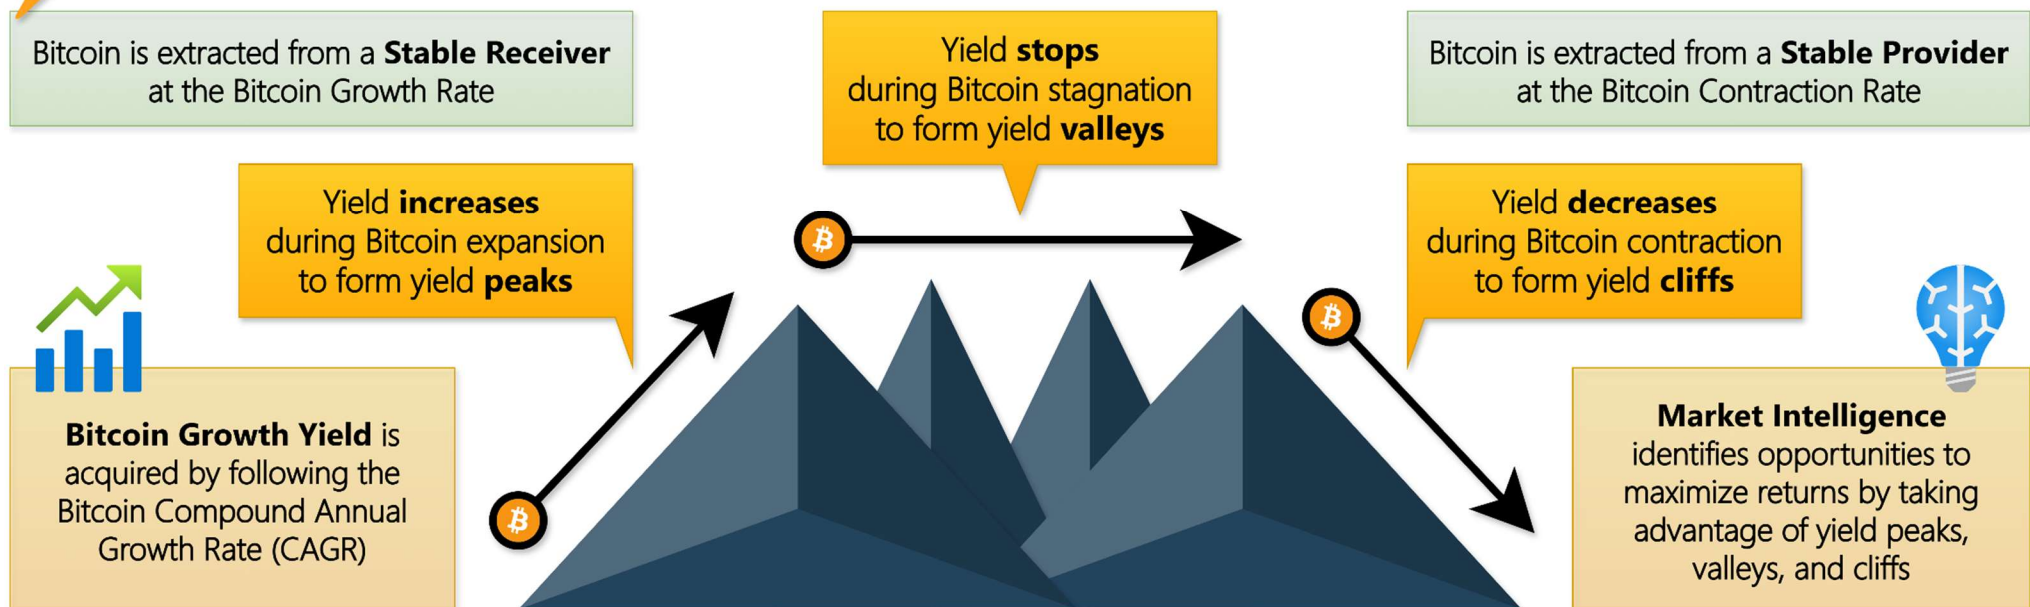 Bitcoin is extracted from a Stable Receiver
at the Bitcoin Growth Rate
Yield stops
during Bitcoin stagnation
to form yield valleys
Bitcoin is extracted from a Stable Provider
at the Bitcoin Contraction Rate
Yield increases
during Bitcoin expansion
to form yield peaks
Yield decreases
during Bitcoin contraction
to form yield cliffs
Bitcoin Growth Yield is
acquired by following the
Bitcoin Compound Annual
Growth Rate (CAGR)
Market Intelligence
identifies opportunities to
maximize returns by taking
advantage of yield peaks,
valleys, and cliffs